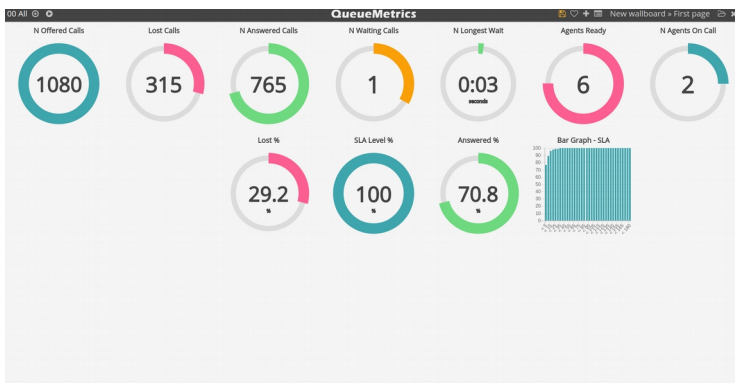 00 All
QueueMetrics
New wallboard » First page
N Offered Calls
Lost Calls
N Answered Calls
N Waiting Calls
N Longest Wait
Agents Ready
N Agents On Call
1080
315
765
1
0:03
seconds
6
2
Lost %
SLA Level %
Answered %
Bar Graph - SLA
29.2
%
100
%
70.8
%
100
90
80
70
60
50
40
30
20
10
0